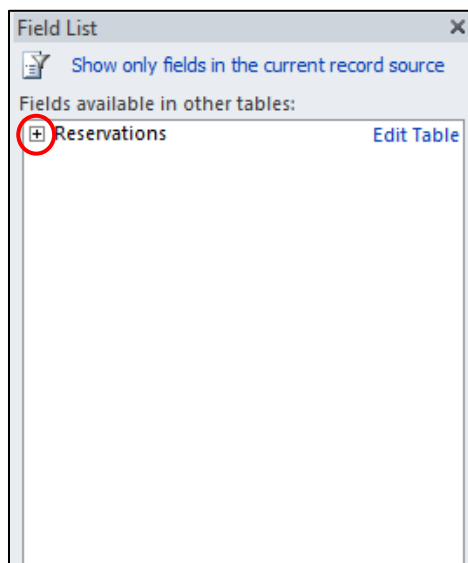 Field List
Show only fields in the current record source
Fields available in other tables:
Reservations Edit Table